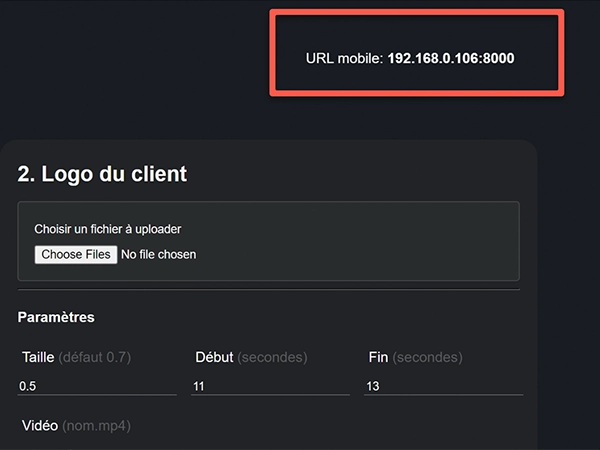 URL mobile: 192.168.0.106:8000
2. Logo du client
Choisir un fichier à uploader
Choose Files No file chosen
Paramètres
Taille (défaut 0.7) Début (secondes) Fin (secondes)
0.5 11 13
Vidéo (nom.mp4)